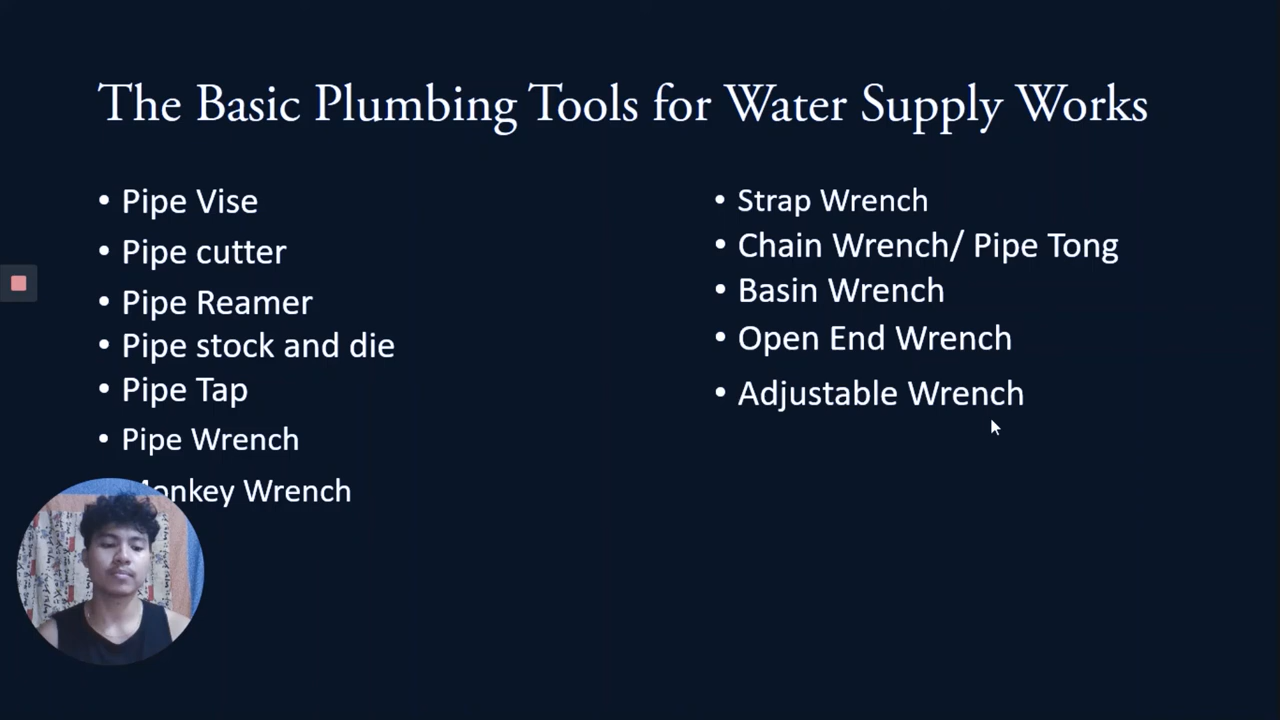 The Basic Plumbing Tools for Water Supply Works
• Pipe Vise
• Pipe cutter
• Pipe Reamer
• Pipe stock and die
• Pipe Tap
• Pipe Wrench
Monkey Wrench
• Strap Wrench
• Chain Wrench/ Pipe Tong
• Basin Wrench
• Open End Wrench
• Adjustable Wrench